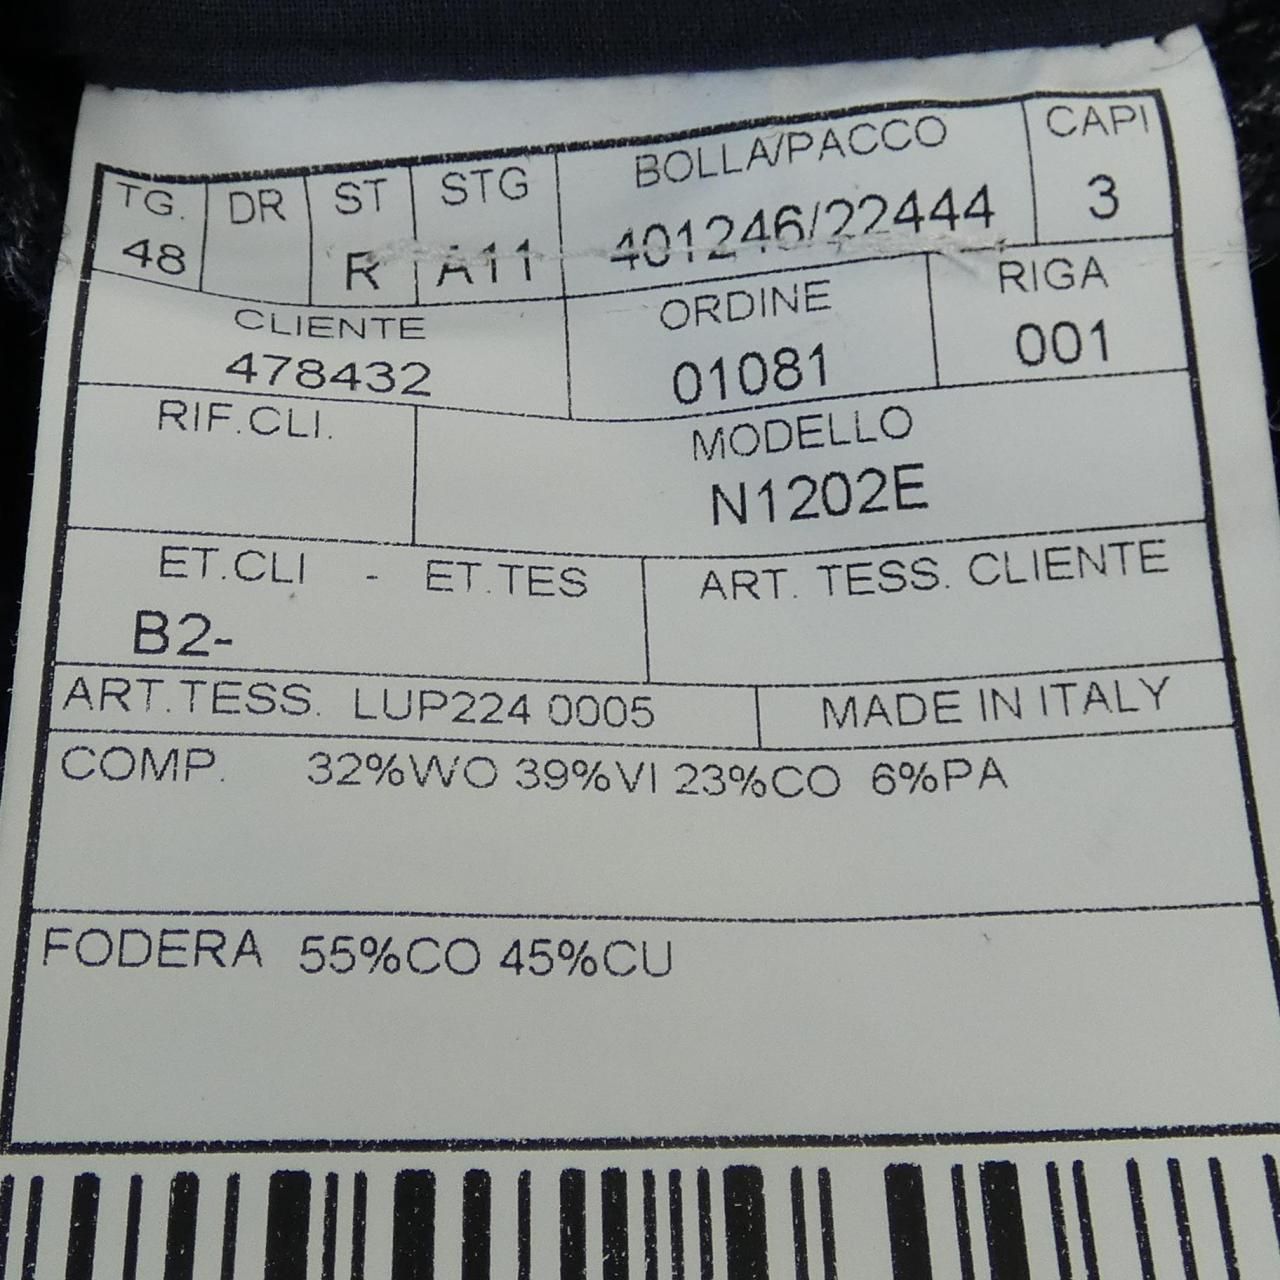 TG. DR ST STG BOLLA/PACCO CAPI
48 R A11 401246/22444 3
CLIENTE ORDINE RIGA
478432 01081 001
RIF.CLI. MODELLO
N1202E
ET.CLI - ET.TES ART. TESS. CLIENTE
B2-
ART.TESS. LUP224 0005 MADE IN ITALY
COMP. 32%WO 39%VI 23%CO 6%PA
FODERA 55%CO 45%CU